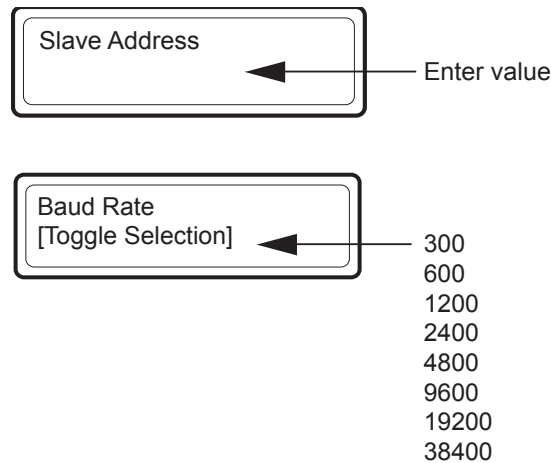 Slave Address
Enter value
Baud Rate
[Toggle Selection]
300
600
1200
2400
4800
9600
19200
38400